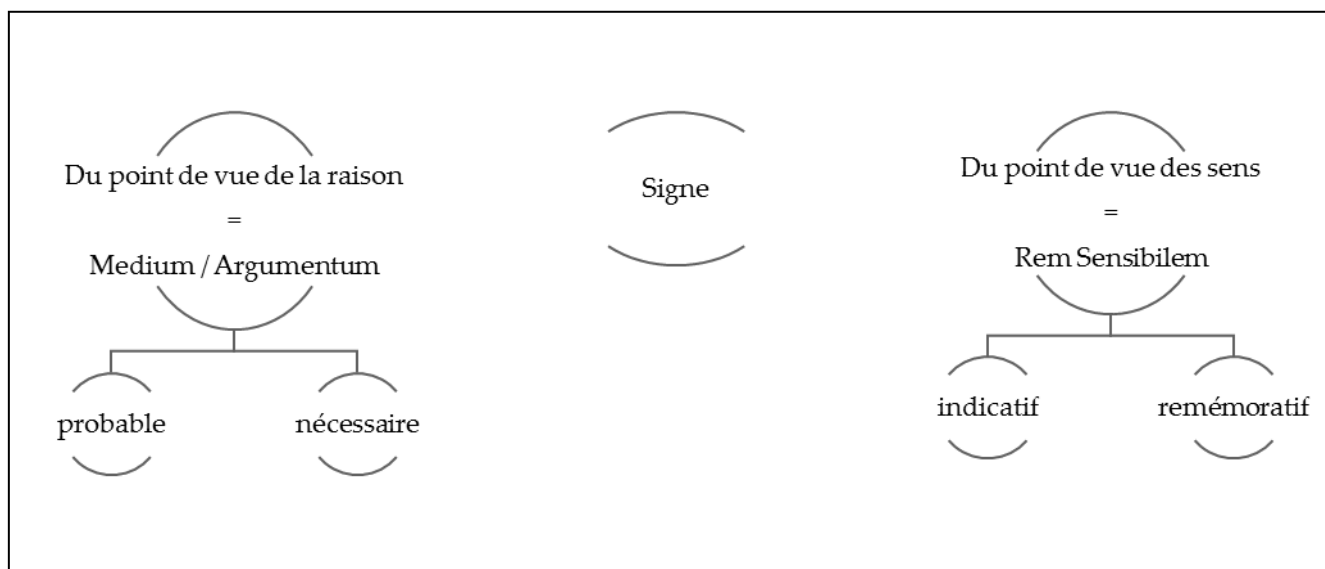 Du point de vue de la raison
=
Medium / Argumentum
probable
nécessaire
Signe
Du point de vue des sens
=
Rem Sensibilem
indicatif
remémoratif